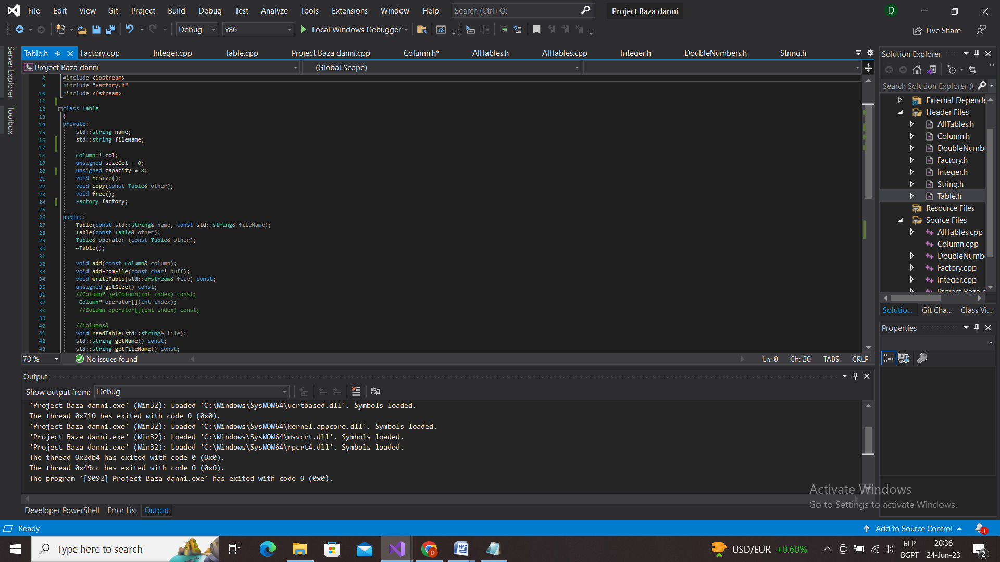 File Edit View Git Project Build Debug Test Analyze Tools Extensions Window Help Search (Ctrl+Q) Project Baza danni D
Debug x86 Local Windows Debugger Live Share
Server Explorer
Toolbox
Table.h Factory.cpp Integer.cpp Table.cpp Project Baza danni.cpp Column.h* AllTables.h AllTables.cpp Integer.h DoubleNumbers.h String.h
Project Baza danni (Global Scope)
8 #include <iostream>
9 #include "Factory.h"
10 #include <fstream>
11
12 class Table
13 {
14 private:
15 std::string name;
16 std::string fileName;
17
18 Column** col;
19 unsigned sizeCol = 0;
20 unsigned capacity = 8;
21 void resize();
22 void copy(const Table& other);
23 void free();
24 Factory factory;
25
26 public:
27 Table(const std::string& name, const std::string& fileName);
28 Table(const Table& other);
29 Table& operator=(const Table& other);
30 ~Table();
31
32 void add(const Column& column);
33 void addFromFile(const char* buff);
34 void writeTable(std::ofstream& file) const;
35 unsigned getSize() const;
36 //Column* getColumn(int index) const;
37 Column* operator[](int index);
38 //Column operator[](int index) const;
39
40 //Columns&
41 void readTable(std::string& file);
42 std::string getName() const;
43 std::string getFileName() const;
70 % No issues found Ln: 8 Ch: 20 TABS CRLF
Output
Show output from: Debug
'Project Baza danni.exe' (Win32): Loaded 'C:\Windows\SysWOW64\ucrtbased.dll'. Symbols loaded.
The thread 0x710 has exited with code 0 (0x0).
'Project Baza danni.exe' (Win32): Loaded 'C:\Windows\SysWOW64\kernel.appcore.dll'. Symbols loaded.
'Project Baza danni.exe' (Win32): Loaded 'C:\Windows\SysWOW64\msvcrt.dll'. Symbols loaded.
'Project Baza danni.exe' (Win32): Loaded 'C:\Windows\SysWOW64\rpcrt4.dll'. Symbols loaded.
The thread 0x2db4 has exited with code 0 (0x0).
The thread 0x49cc has exited with code 0 (0x0).
The program '[9092] Project Baza danni.exe' has exited with code 0 (0x0).
Developer PowerShell Error List Output
Solution Explorer
Search Solution Explorer (
External Depende
Header Files
AllTables.h
Column.h
DoubleNumb
Factory.h
Integer.h
String.h
Table.h
Resource Files
Source Files
AllTables.cpp
Column.cpp
DoubleNumb
Factory.cpp
Integer.cpp
Project Baza
Solutio... Git Cha... Class Vi...
Properties
Activate Windows
Go to Settings to activate Windows.
Ready Add to Source Control 3
Type here to search D USD/EUR +0.60% БГР BGPT 20:36 24-Jun-23 2